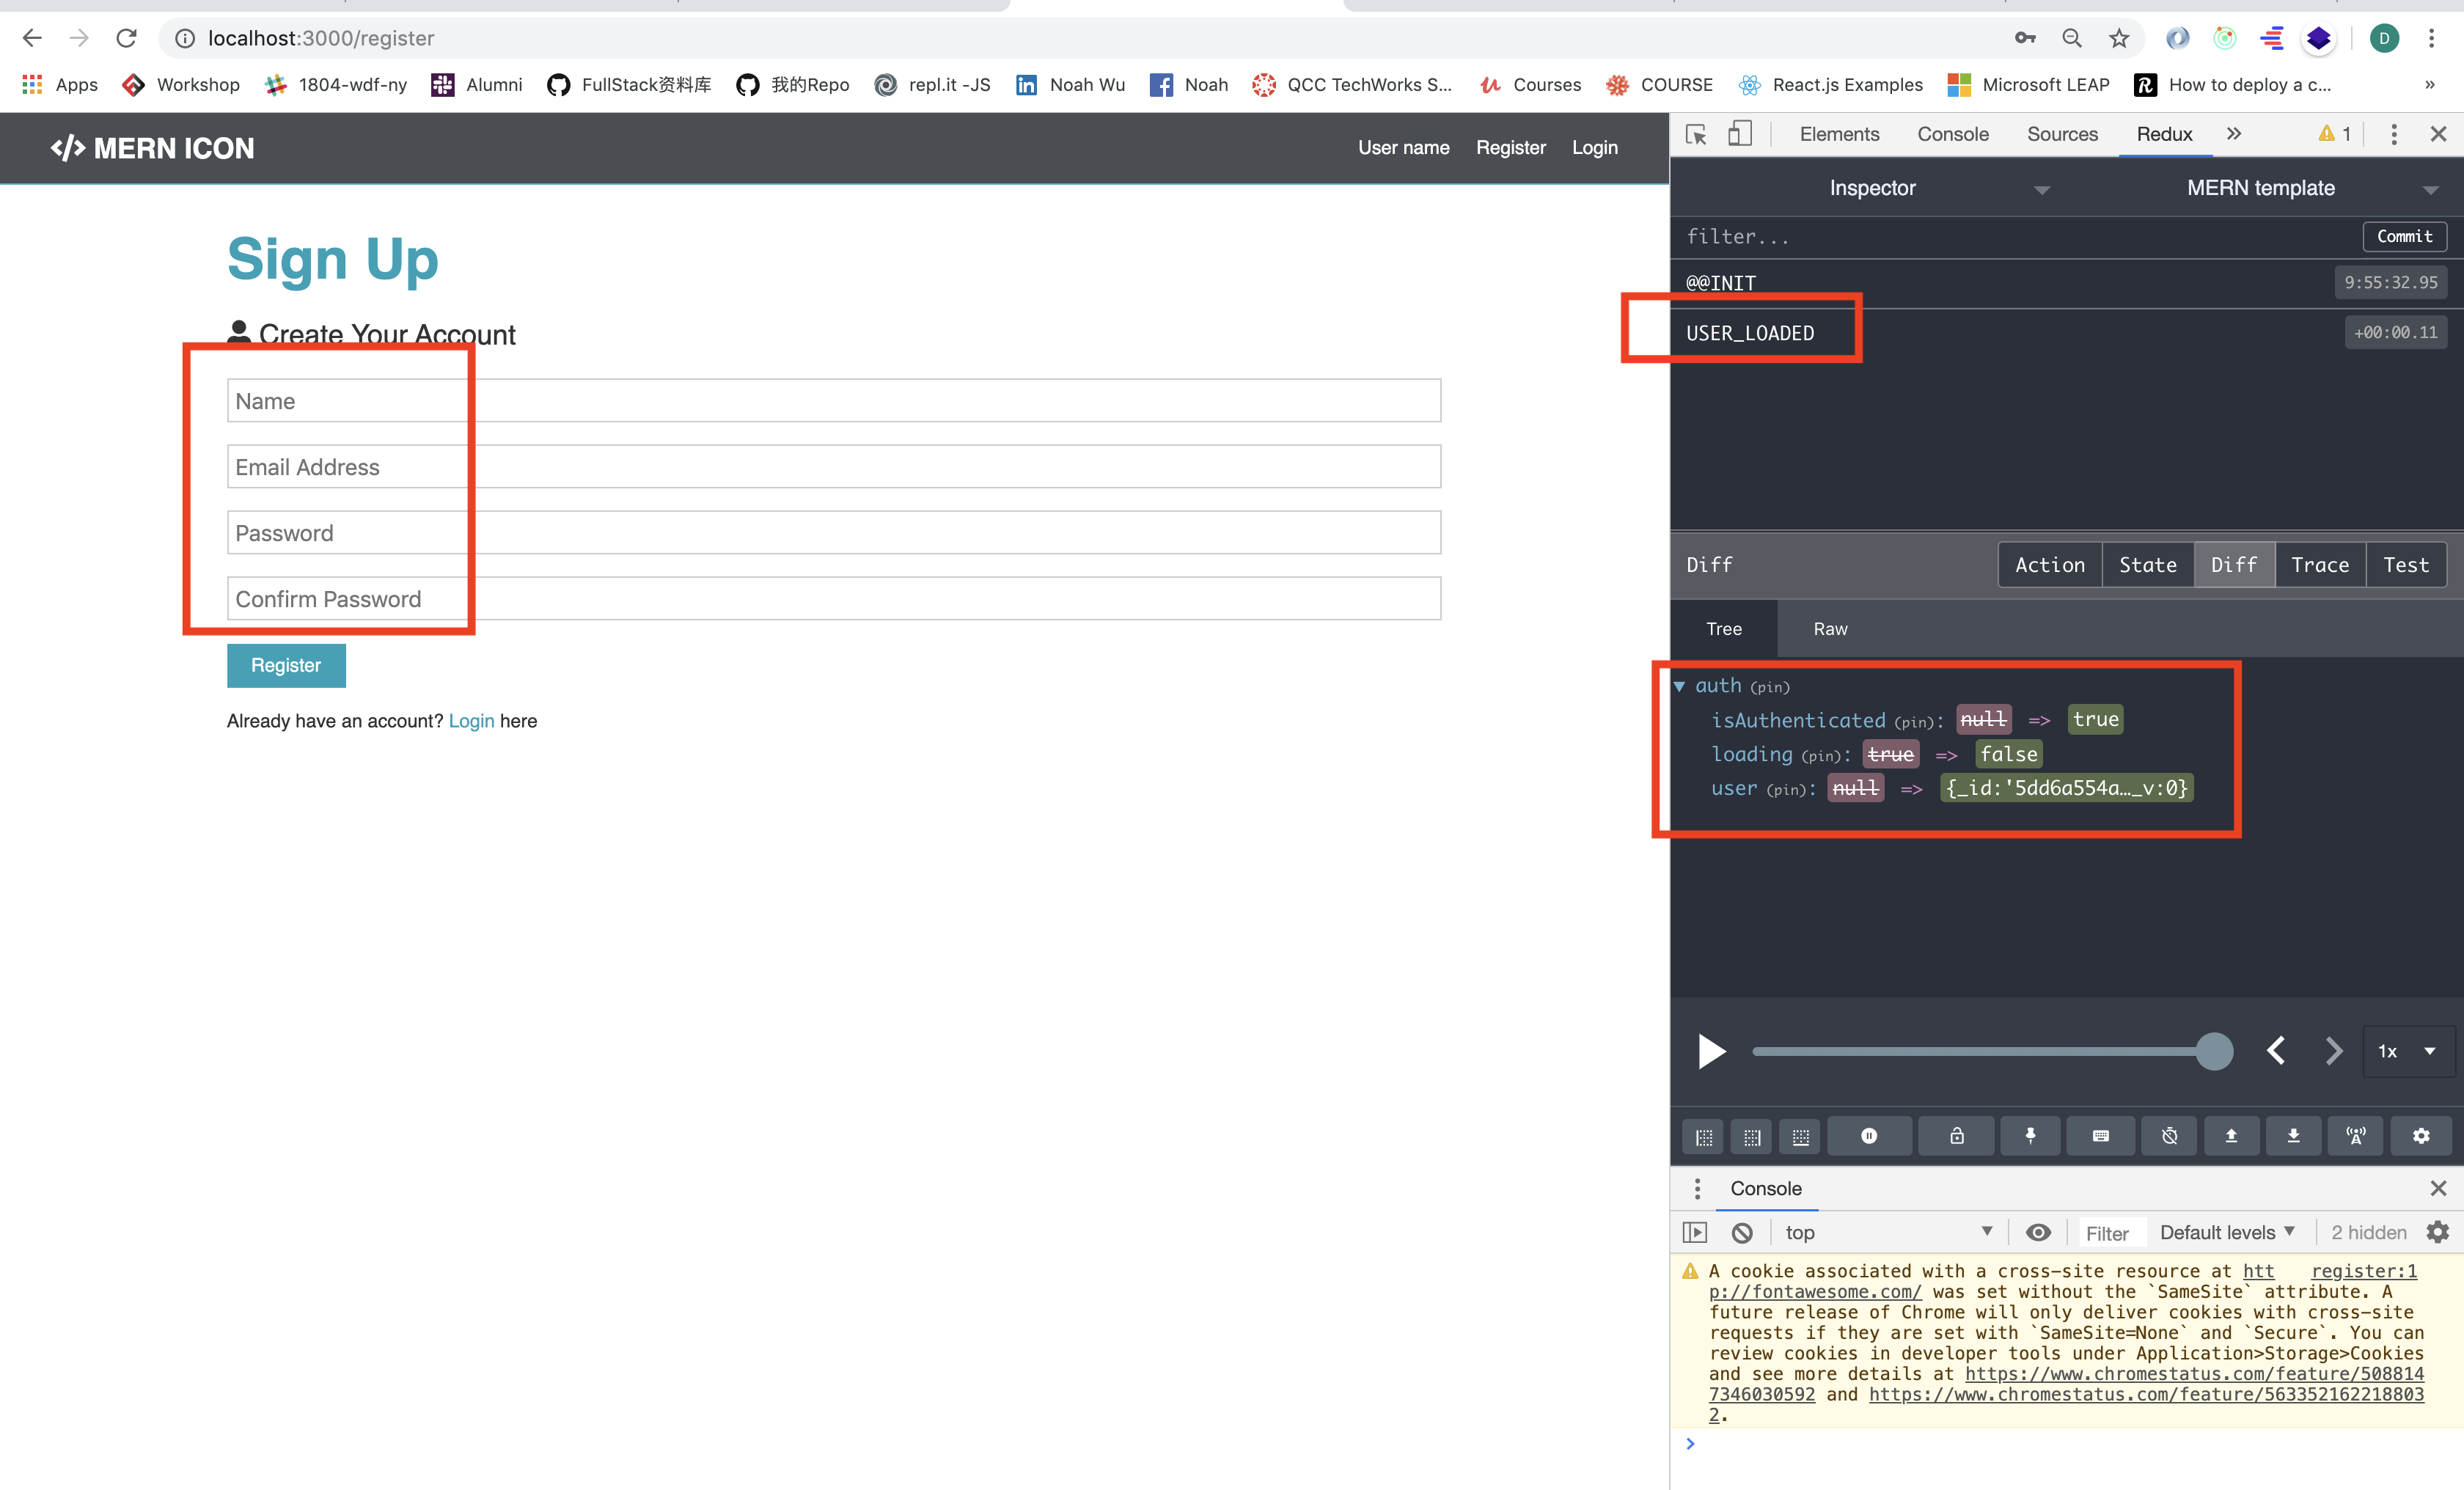 localhost:3000/register
D
Apps Workshop 1804-wdf-ny Alumni FullStack资料库 我的Repo repl.it -JS Noah Wu Noah QCC TechWorks S... Courses COURSE React.js Examples Microsoft LEAP How to deploy a c... »
</> MERN ICON
User name Register Login
Sign Up
Create Your Account
Name
Email Address
Password
Confirm Password
Register
Already have an account? Login here
Elements Console Sources Redux » 1
Inspector MERN template
filter... Commit
@@INIT 9:55:32.95
USER_LOADED +00:00.11
Diff Action State Diff Trace Test
Tree Raw
auth (pin)
isAuthenticated (pin): null => true
loading (pin): true => false
user (pin): null => {_id:'5dd6a554a…_v:0}
1x
Console
top Filter Default levels 2 hidden
A cookie associated with a cross-site resource at htt register:1
p://fontawesome.com/ was set without the `SameSite` attribute. A
future release of Chrome will only deliver cookies with cross-site
requests if they are set with `SameSite=None` and `Secure`. You can
review cookies in developer tools under Application>Storage>Cookies
and see more details at https://www.chromestatus.com/feature/508814
7346030592 and https://www.chromestatus.com/feature/563352162218803
2.